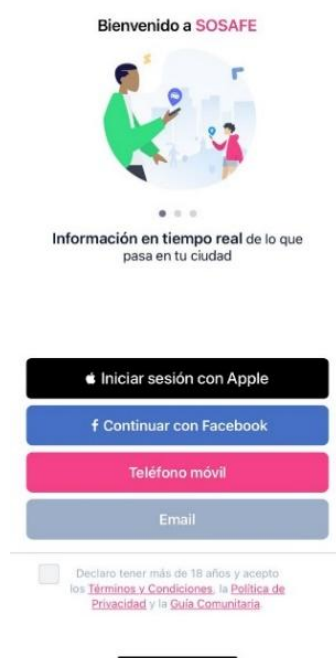 Bienvenido a SOSAFE
Información en tiempo real de lo que
pasa en tu ciudad
Iniciar sesión con Apple
Continuar con Facebook
Teléfono móvil
Email
Declaro tener más de 18 años y acepto
los Términos y Condiciones, la Política de
Privacidad y la Guía Comunitaria.